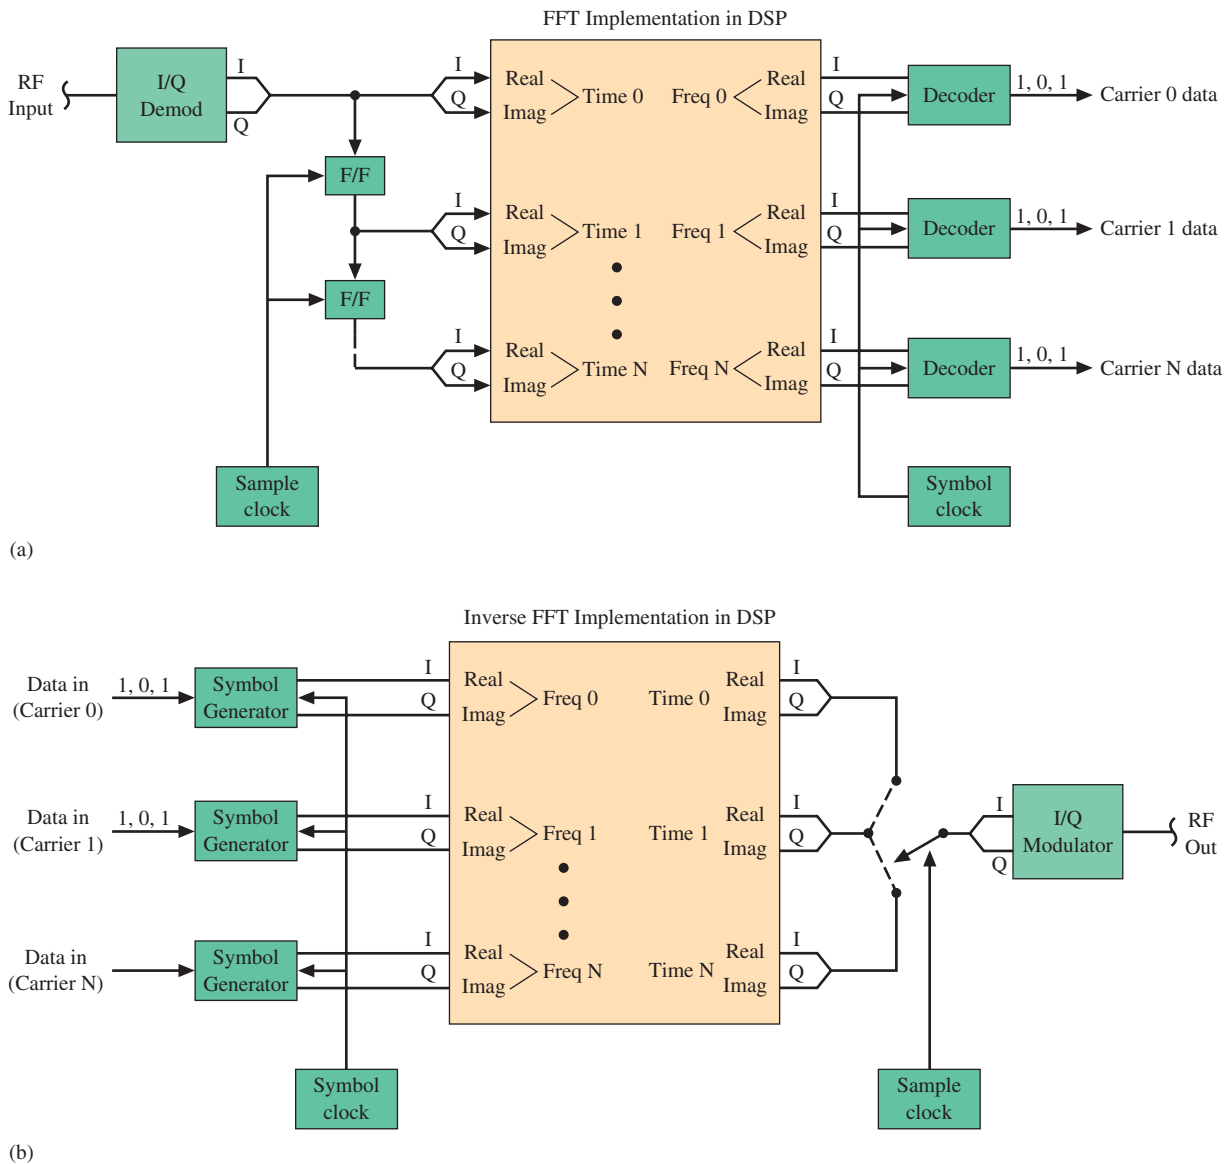 FFT Implementation in DSP
RF
Input
I/Q
Demod
I
Q
I
Q
Real
Imag
Time 0
Freq 0
Real
Imag
I
Q
Decoder
1, 0, 1
Carrier 0 data
F/F
I
Q
Real
Imag
Time 1
Freq 1
Real
Imag
I
Q
Decoder
1, 0, 1
Carrier 1 data
F/F
I
Q
Real
Imag
Time N
Freq N
Real
Imag
I
Q
Decoder
1, 0, 1
Carrier N data
Sample
clock
Symbol
clock
(a)
Inverse FFT Implementation in DSP
Data in
(Carrier 0)
1, 0, 1
Symbol
Generator
I
Q
Real
Imag
Freq 0
Time 0
Real
Imag
I
Q
Data in
(Carrier 1)
1, 0, 1
Symbol
Generator
I
Q
Real
Imag
Freq 1
Time 1
Real
Imag
I
Q
I
Q
I/Q
Modulator
RF
Out
Data in
(Carrier N)
Symbol
Generator
I
Q
Real
Imag
Freq N
Time N
Real
Imag
I
Q
Symbol
clock
Sample
clock
(b)